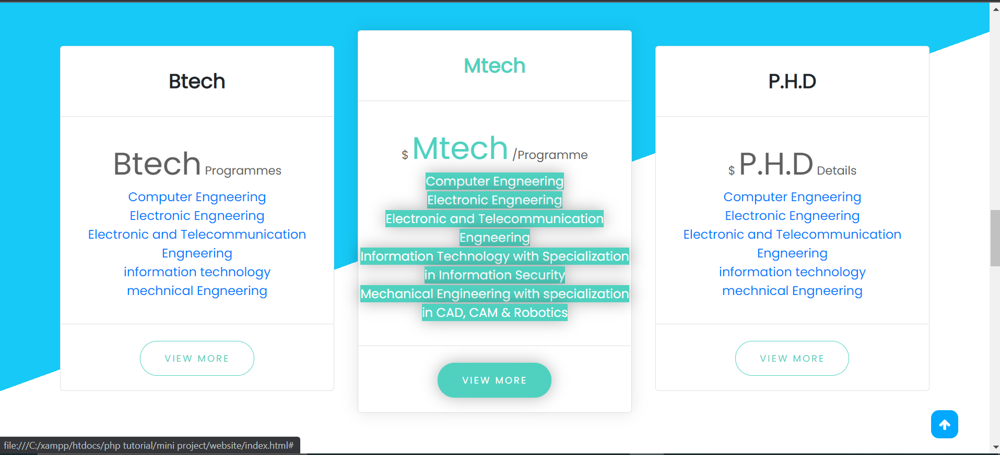 Btech
Btech Programmes
Computer Engneering
Electronic Engneering
Electronic and Telecommunication
Engneering
information technology
mechnical Engneering
VIEW MORE
Mtech
$ Mtech /Programme
Computer Engneering
Electronic Engneering
Electronic and Telecommunication
Engneering
Information Technology with Specialization
in Information Security
Mechanical Engineering with specialization
in CAD, CAM & Robotics
VIEW MORE
P.H.D
$ P.H.D Details
Computer Engneering
Electronic Engneering
Electronic and Telecommunication
Engneering
information technology
mechnical Engneering
VIEW MORE
file:///C:/xampp/htdocs/php tutorial/mini project/website/index.html#